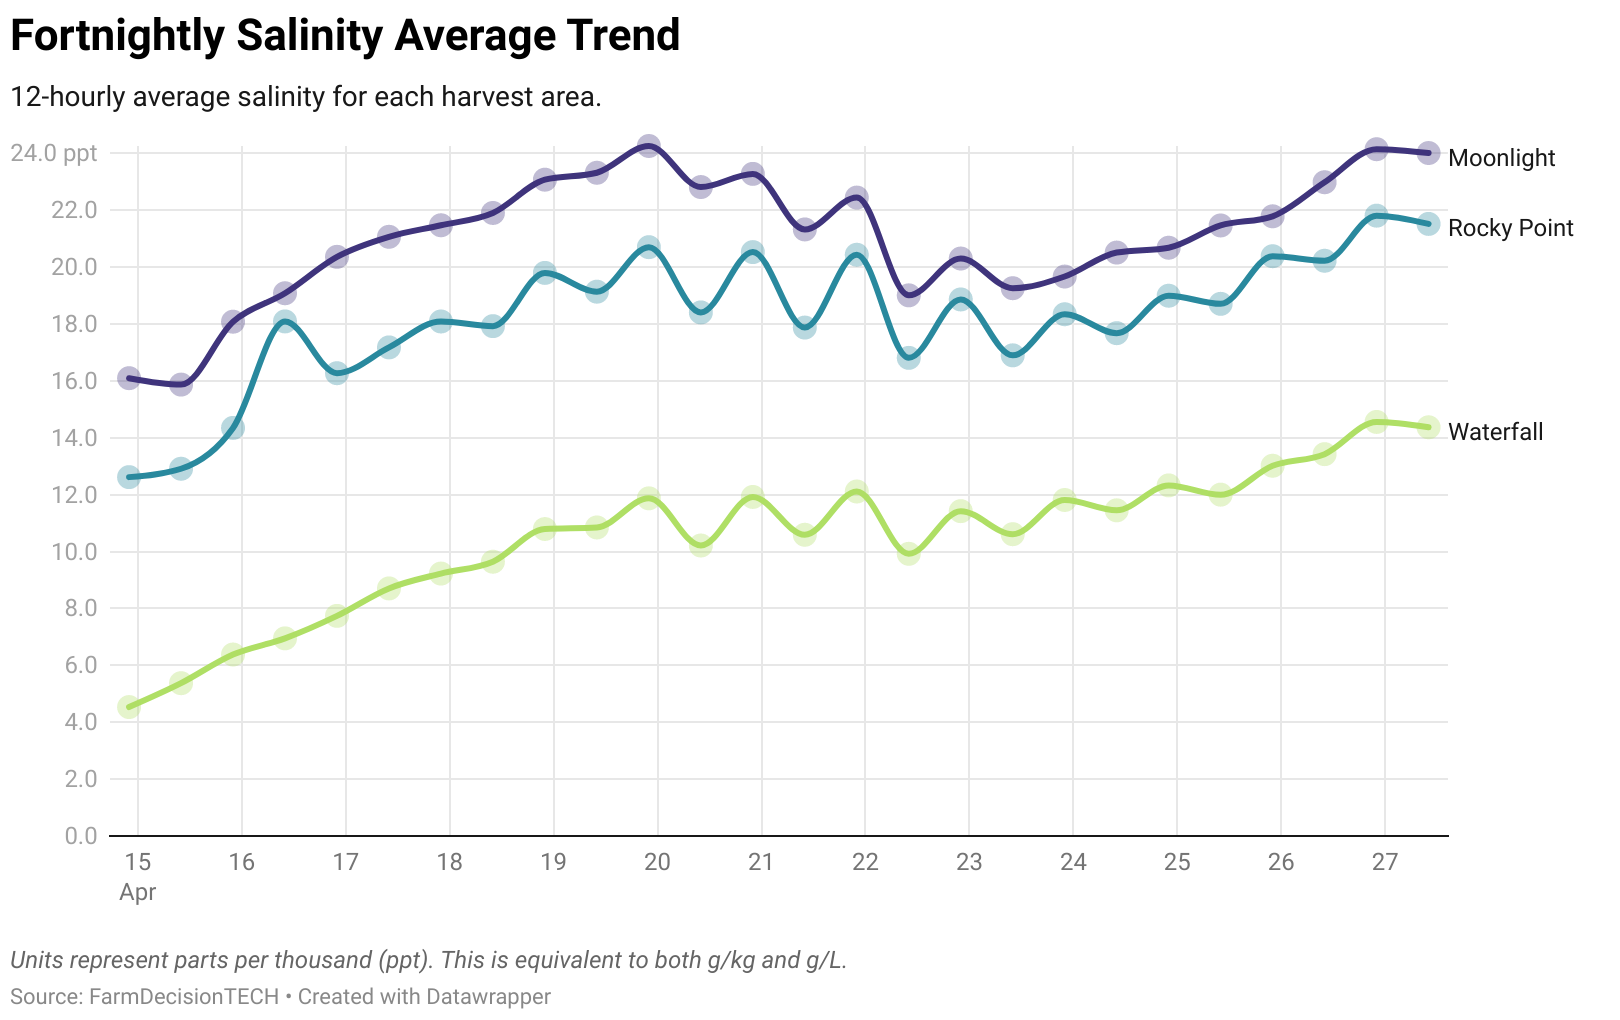 Fortnightly Salinity Average Trend
12-hourly average salinity for each harvest area.
24.0 ppt
22.0
20.0
18.0
16.0
14.0
12.0
10.0
8.0
6.0
4.0
2.0
0.0
Moonlight
Rocky Point
Waterfall
15 16 17 18 19 20 21 22 23 24 25 26 27
Apr
Units represent parts per thousand (ppt). This is equivalent to both g/kg and g/L.
Source: FarmDecisionTECH • Created with Datawrapper